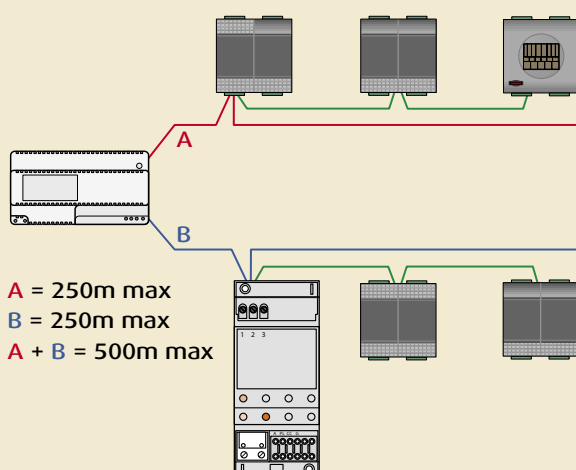 A
B
A = 250m max
B = 250m max
A + B = 500m max
1 2 3